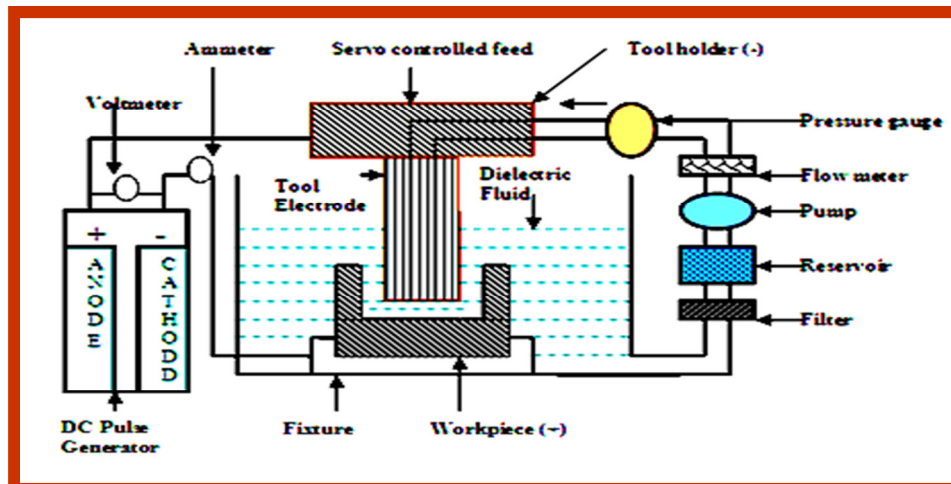 Ammeter
Servo controlled feed
Tool holder (-)
Voltmeter
Pressure gauge
Tool
Electrode
Dielectric
Fluid
Flow meter
+ -
Pump
ANODE
CATHODD
Reservoir
Filter
DC Pulse
Generator
Fixture
Workpiece (+)